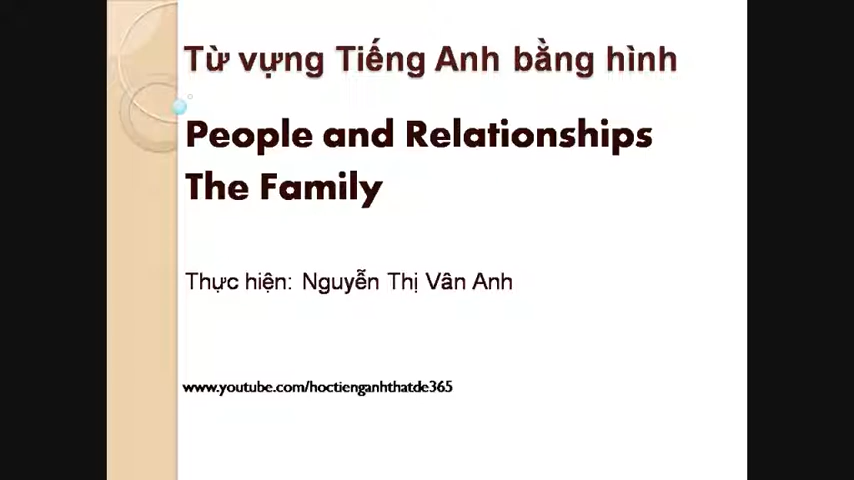 Từ vựng Tiếng Anh bằng hình
People and Relationships
The Family
Thực hiện: Nguyễn Thị Vân Anh
www.youtube.com/hoctienganhthatde365